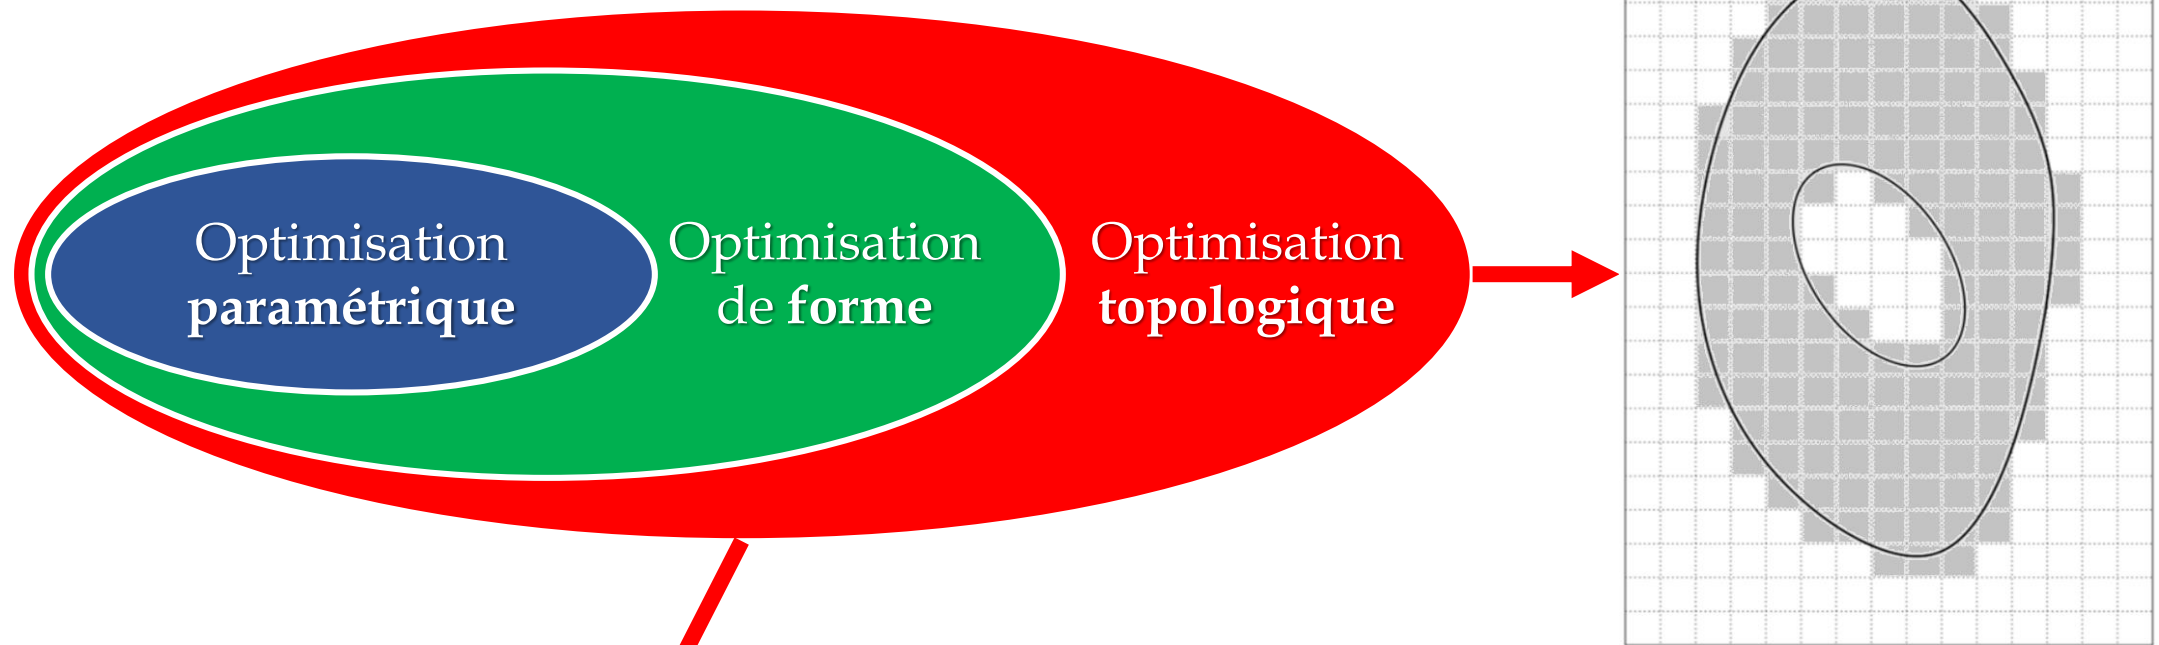 Optimisation
paramétrique
Optimisation
de forme
Optimisation
topologique